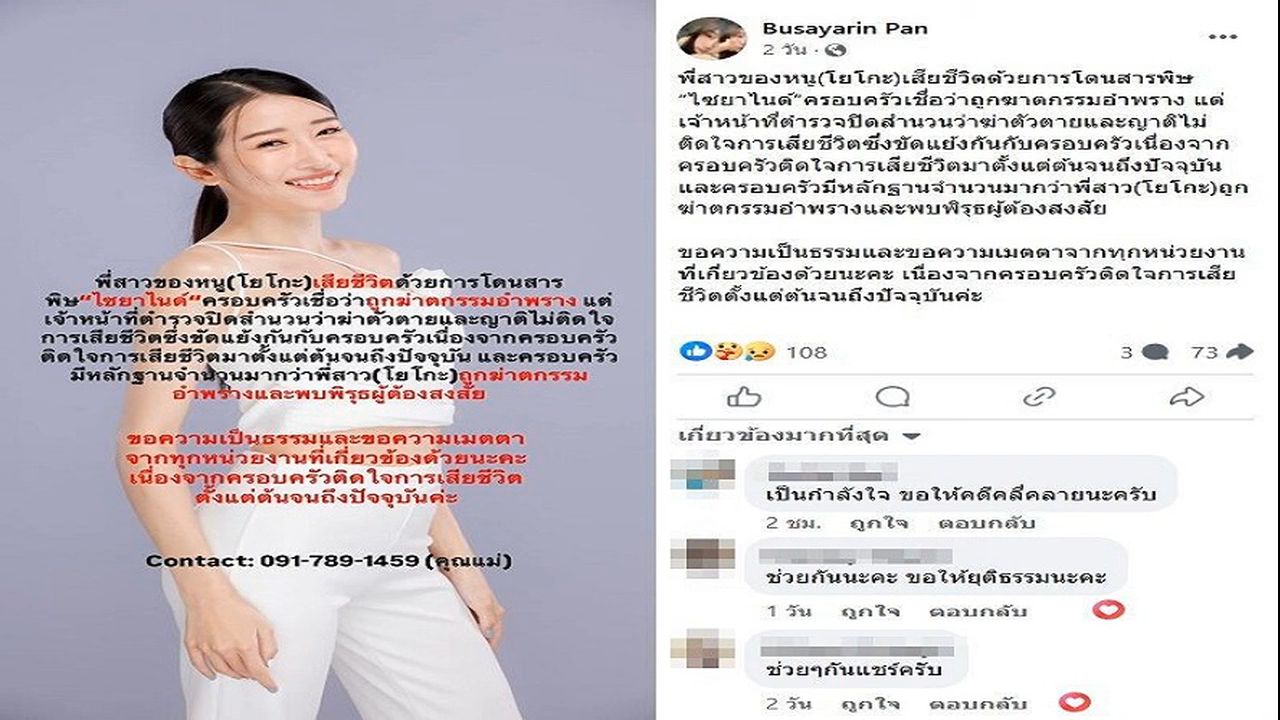 พี่สาวของหนู(โยโกะ)เสียชีวิตด้วยการโดนสาร
พิษ“ไซยาไนด์“ครอบครัวเชื่อว่าถูกฆาตกรรมอำพราง แต่
เจ้าหน้าที่ตำรวจปิดสำนวนว่าฆ่าตัวตายและญาติไม่ติดใจ
การเสียชีวิตซึ่งขัดแย้งกันกับครอบครัวเนื่องจากครอบครัว
ติดใจการเสียชีวิตมาตั้งแต่ต้นจนถึงปัจจุบัน และครอบครัว
มีหลักฐานจำนวนมากว่าพี่สาว(โยโกะ)ถูกฆาตกรรม
อำพรางและพบพิรุธผู้ต้องสงสัย
ขอความเป็นธรรมและขอความเมตตา
จากทุกหน่วยงานที่เกี่ยวข้องด้วยนะคะ
เนื่องจากครอบครัวติดใจการเสียชีวิต
ตั้งแต่ต้นจนถึงปัจจุบันค่ะ
Contact: 091-789-1459 (คุณแม่)
Busayarin Pan
2 วัน ·
พี่สาวของหนู(โยโกะ)เสียชีวิตด้วยการโดนสารพิษ
“ไซยาไนด์“ครอบครัวเชื่อว่าถูกฆาตกรรมอำพราง แต่
เจ้าหน้าที่ตำรวจปิดสำนวนว่าฆ่าตัวตายและญาติไม่
ติดใจการเสียชีวิตซึ่งขัดแย้งกันกับครอบครัวเนื่องจาก
ครอบครัวติดใจการเสียชีวิตมาตั้งแต่ต้นจนถึงปัจจุบัน
และครอบครัวมีหลักฐานจำนวนมากว่าพี่สาว(โยโกะ)ถูก
ฆาตกรรมอำพรางและพบพิรุธผู้ต้องสงสัย
ขอความเป็นธรรมและขอความเมตตาจากทุกหน่วยงาน
ที่เกี่ยวข้องด้วยนะคะ เนื่องจากครอบครัวติดใจการเสีย
ชีวิตตั้งแต่ต้นจนถึงปัจจุบันค่ะ
108 3 73
เกี่ยวข้องมากที่สุด
เป็นกำลังใจ ขอให้คดีคลี่คลายนะครับ
2 ชม. ถูกใจ ตอบกลับ
ช่วยกันนะคะ ขอให้ยุติธรรมนะคะ
1 วัน ถูกใจ ตอบกลับ
ช่วยๆกันแชร์ครับ
2 วัน ถูกใจ ตอบกลับ